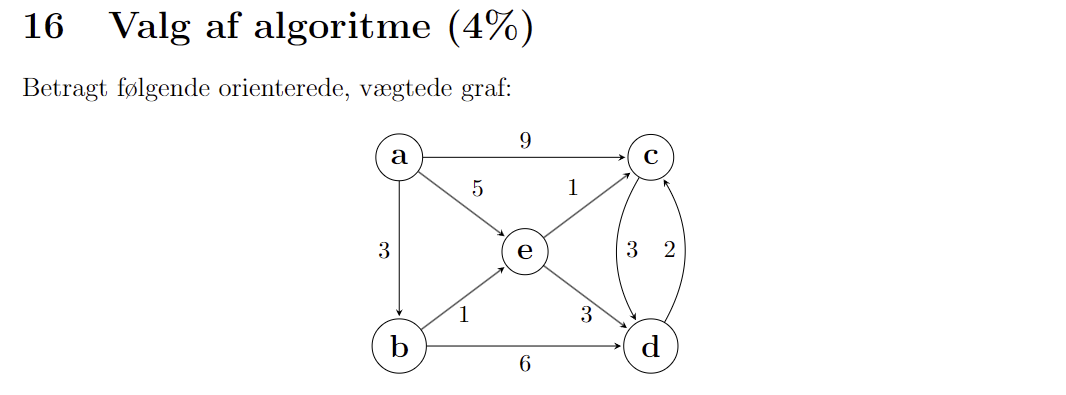 16 Valg af algoritme (4%)
Betragt følgende orienterede, vægtede graf:
9
a
c
5
1
3
e
3
2
1
3
b
d
6